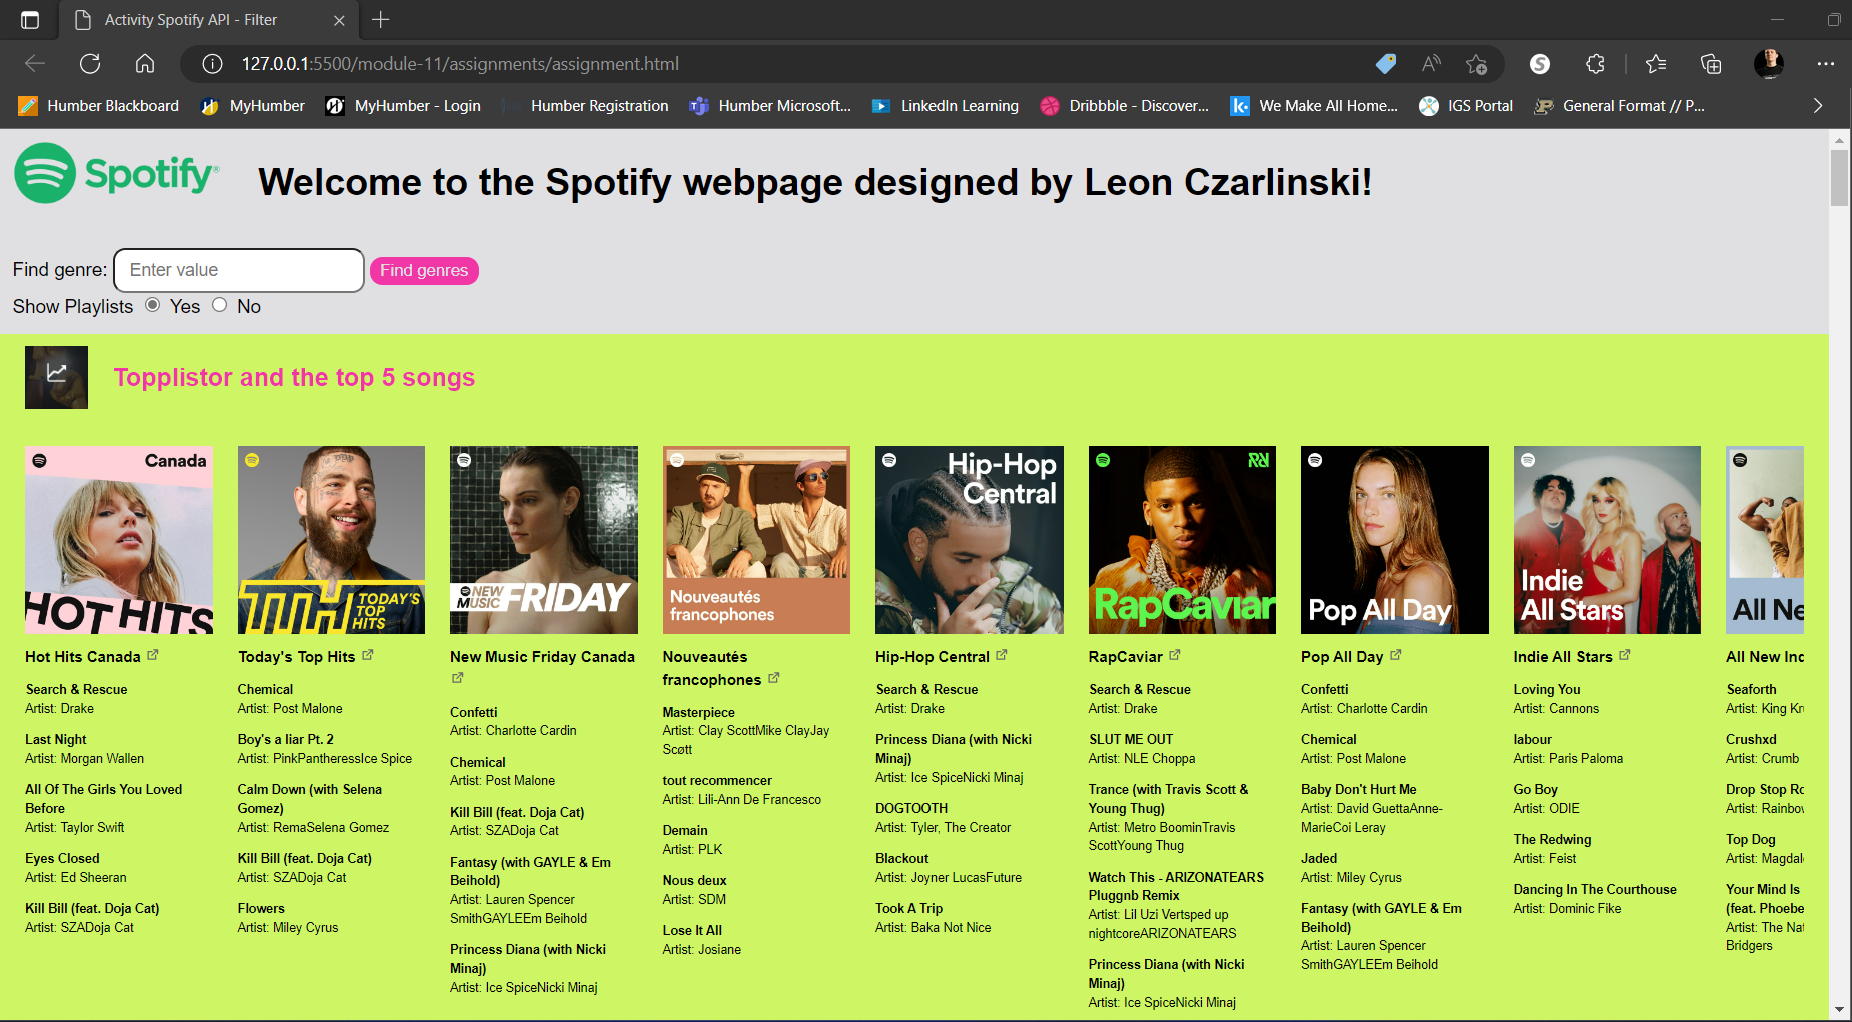 Activity Spotify API - Filter
127.0.0.1:5500/module-11/assignments/assignment.html
Humber Blackboard
MyHumber
MyHumber - Login
Humber Registration
Humber Microsoft...
LinkedIn Learning
Dribbble - Discover...
We Make All Home...
IGS Portal
General Format // P...
Spotify®
Welcome to the Spotify webpage designed by Leon Czarlinski!
Find genre:
Enter value
Find genres
Show Playlists
Yes
No
Topplistor and the top 5 songs
Canada
HOT HITS
Hot Hits Canada
Search & Rescue
Artist: Drake
Last Night
Artist: Morgan Wallen
All Of The Girls You Loved
Before
Artist: Taylor Swift
Eyes Closed
Artist: Ed Sheeran
Kill Bill (feat. Doja Cat)
Artist: SZADoja Cat
TTH
TODAY'S
TOP
HITS
Today's Top Hits
Chemical
Artist: Post Malone
Boy's a liar Pt. 2
Artist: PinkPantheressIce Spice
Calm Down (with Selena
Gomez)
Artist: RemaSelena Gomez
Kill Bill (feat. Doja Cat)
Artist: SZADoja Cat
Flowers
Artist: Miley Cyrus
NEW
MUSIC
FRIDAY
New Music Friday Canada
Confetti
Artist: Charlotte Cardin
Chemical
Artist: Post Malone
Kill Bill (feat. Doja Cat)
Artist: SZADoja Cat
Fantasy (with GAYLE & Em
Beihold)
Artist: Lauren Spencer
SmithGAYLEEm Beihold
Princess Diana (with Nicki
Minaj)
Artist: Ice SpiceNicki Minaj
Nouveautés
francophones
Nouveautés
francophones
Masterpiece
Artist: Clay ScottMike ClayJay
Scøtt
tout recommencer
Artist: Lili-Ann De Francesco
Demain
Artist: PLK
Nous deux
Artist: SDM
Lose It All
Artist: Josiane
Hip-Hop
Central
Hip-Hop Central
Search & Rescue
Artist: Drake
Princess Diana (with Nicki
Minaj)
Artist: Ice SpiceNicki Minaj
DOGTOOTH
Artist: Tyler, The Creator
Blackout
Artist: Joyner LucasFuture
Took A Trip
Artist: Baka Not Nice
RapCaviar
RapCaviar
Search & Rescue
Artist: Drake
SLUT ME OUT
Artist: NLE Choppa
Trance (with Travis Scott &
Young Thug)
Artist: Metro BoominTravis
ScottYoung Thug
Watch This - ARIZONATEARS
Pluggnb Remix
Artist: Lil Uzi Vertsped up
nightcoreARIZONATEARS
Princess Diana (with Nicki
Minaj)
Artist: Ice SpiceNicki Minaj
Pop All Day
Pop All Day
Confetti
Artist: Charlotte Cardin
Chemical
Artist: Post Malone
Baby Don't Hurt Me
Artist: David GuettaAnne-
MarieCoi Leray
Jaded
Artist: Miley Cyrus
Fantasy (with GAYLE & Em
Beihold)
Artist: Lauren Spencer
SmithGAYLEEm Beihold
Indie
All Stars
Indie All Stars
Loving You
Artist: Cannons
labour
Artist: Paris Paloma
Go Boy
Artist: ODIE
The Redwing
Artist: Feist
Dancing In The Courthouse
Artist: Dominic Fike
All Ne
All New Ind
Seaforth
Artist: King Kru
Crushxd
Artist: Crumb
Drop Stop Ro
Artist: Rainbow
Top Dog
Artist: Magdal
Your Mind Is
(feat. Phoebe
Artist: The Nat
Bridgers